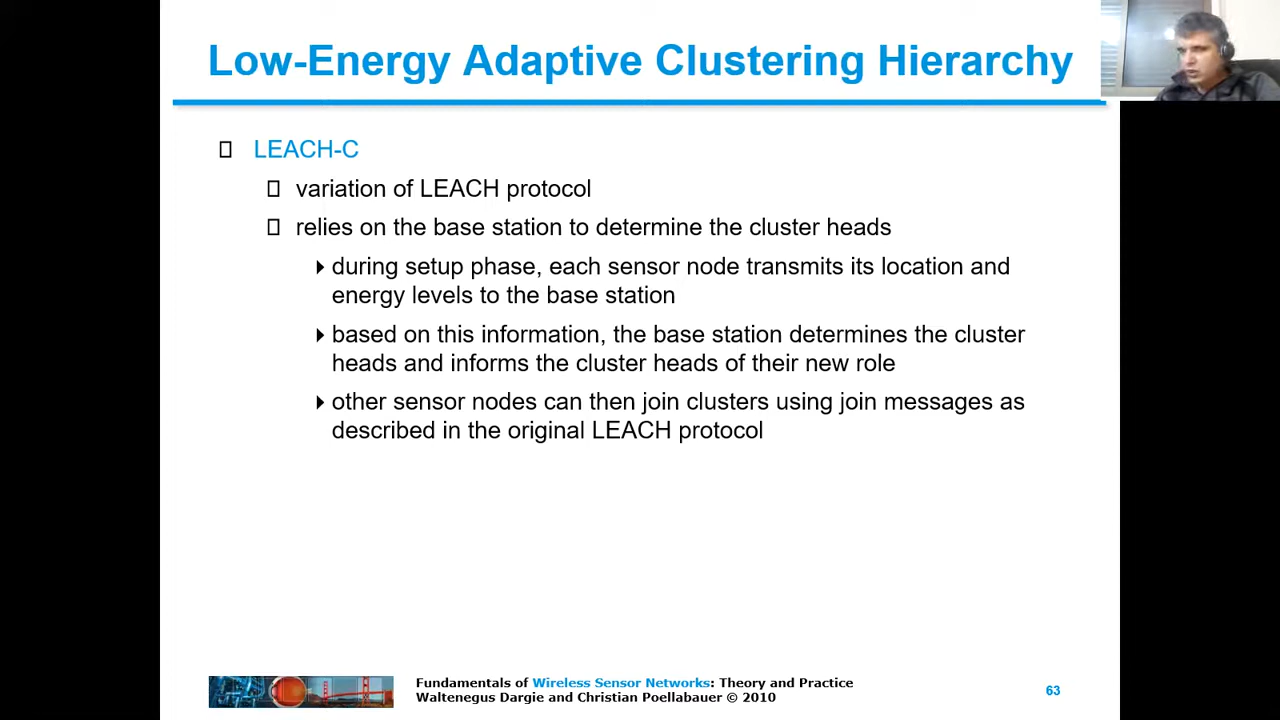 Low-Energy Adaptive Clustering Hierarchy
LEACH-C
variation of LEACH protocol
relies on the base station to determine the cluster heads
during setup phase, each sensor node transmits its location and
energy levels to the base station
based on this information, the base station determines the cluster
heads and informs the cluster heads of their new role
other sensor nodes can then join clusters using join messages as
described in the original LEACH protocol
Fundamentals of Wireless Sensor Networks: Theory and Practice
Waltenegus Dargie and Christian Poellabauer © 2010
63